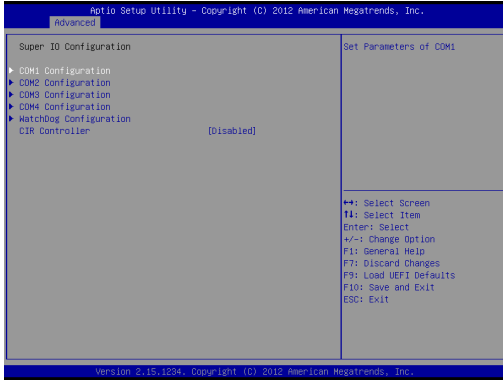 Aptio Setup Utility – Copyright (C) 2012 American Megatrends, Inc.
Advanced
Super IO Configuration
COM1 Configuration
COM2 Configuration
COM3 Configuration
COM4 Configuration
WatchDog Configuration
CIR Controller [Disabled]
Set Parameters of COM1
↔: Select Screen
↑↓: Select Item
Enter: Select
+/-: Change Option
F1: General Help
F7: Discard Changes
F9: Load UEFI Defaults
F10: Save and Exit
ESC: Exit
Version 2.15.1234. Copyright (C) 2012 American Megatrends, Inc.